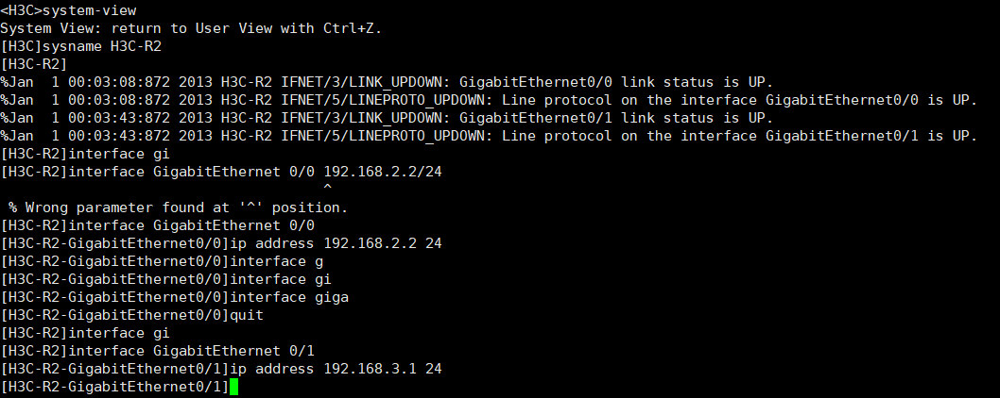 <H3C>system-view
System View: return to User View with Ctrl+Z.
[H3C]sysname H3C-R2
[H3C-R2]
%Jan  1 00:03:08:872 2013 H3C-R2 IFNET/3/LINK_UPDOWN: GigabitEthernet0/0 link status is UP.
%Jan  1 00:03:08:872 2013 H3C-R2 IFNET/5/LINEPROTO_UPDOWN: Line protocol on the interface GigabitEthernet0/0 is UP.
%Jan  1 00:03:43:872 2013 H3C-R2 IFNET/3/LINK_UPDOWN: GigabitEthernet0/1 link status is UP.
%Jan  1 00:03:43:872 2013 H3C-R2 IFNET/5/LINEPROTO_UPDOWN: Line protocol on the interface GigabitEthernet0/1 is UP.
[H3C-R2]interface gi
[H3C-R2]interface GigabitEthernet 0/0 192.168.2.2/24
                                      ^
 % Wrong parameter found at '^' position.
[H3C-R2]interface GigabitEthernet 0/0
[H3C-R2-GigabitEthernet0/0]ip address 192.168.2.2 24
[H3C-R2-GigabitEthernet0/0]interface g
[H3C-R2-GigabitEthernet0/0]interface gi
[H3C-R2-GigabitEthernet0/0]interface giga
[H3C-R2-GigabitEthernet0/0]quit
[H3C-R2]interface gi
[H3C-R2]interface GigabitEthernet 0/1
[H3C-R2-GigabitEthernet0/1]ip address 192.168.3.1 24
[H3C-R2-GigabitEthernet0/1]